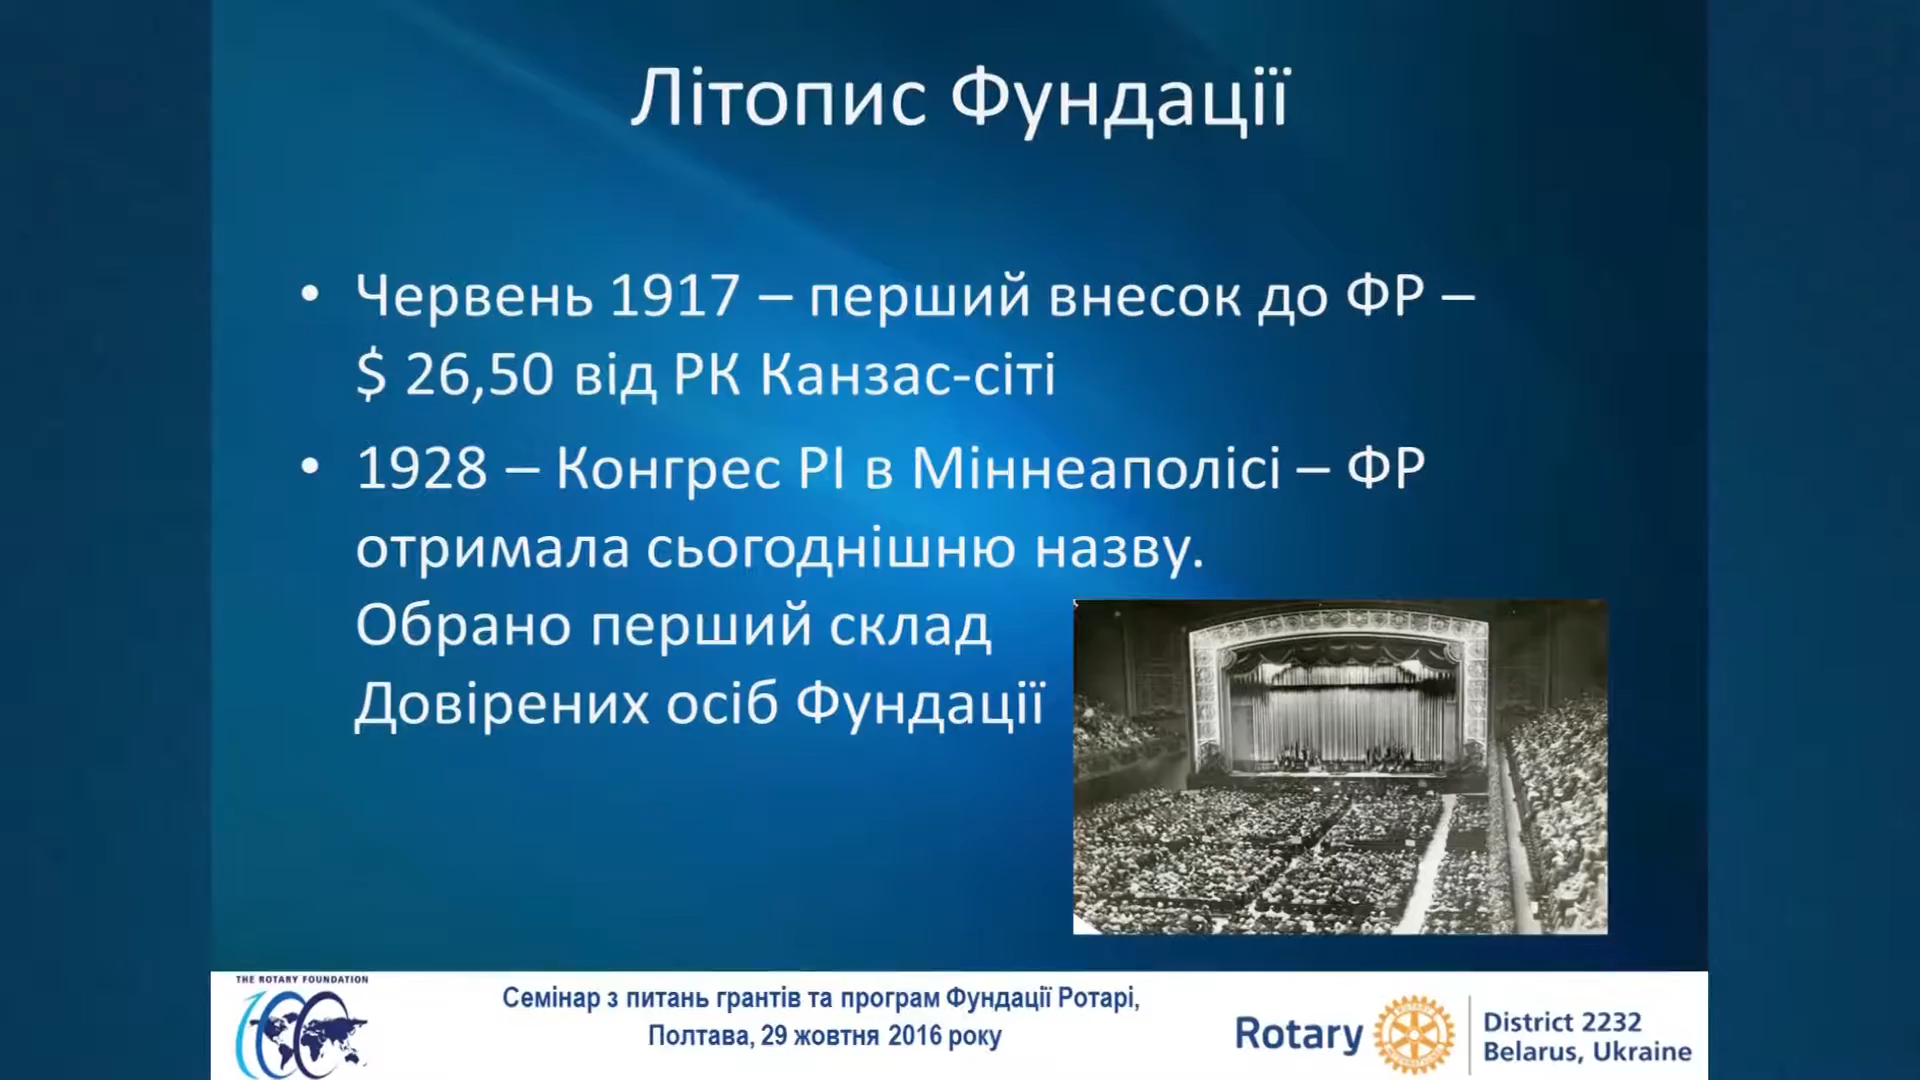 Літопис Фундації
• Червень 1917 – перший внесок до ФР –
$ 26,50 від РК Канзас-сіті
• 1928 – Конгрес РІ в Міннеаполісі – ФР
отримала сьогоднішню назву.
Обрано перший склад
Довірених осіб Фундації
THE ROTARY FOUNDATION
100
Семінар з питань грантів та програм Фундації Ротарі,
Полтава, 29 жовтня 2016 року
Rotary
District 2232
Belarus, Ukraine